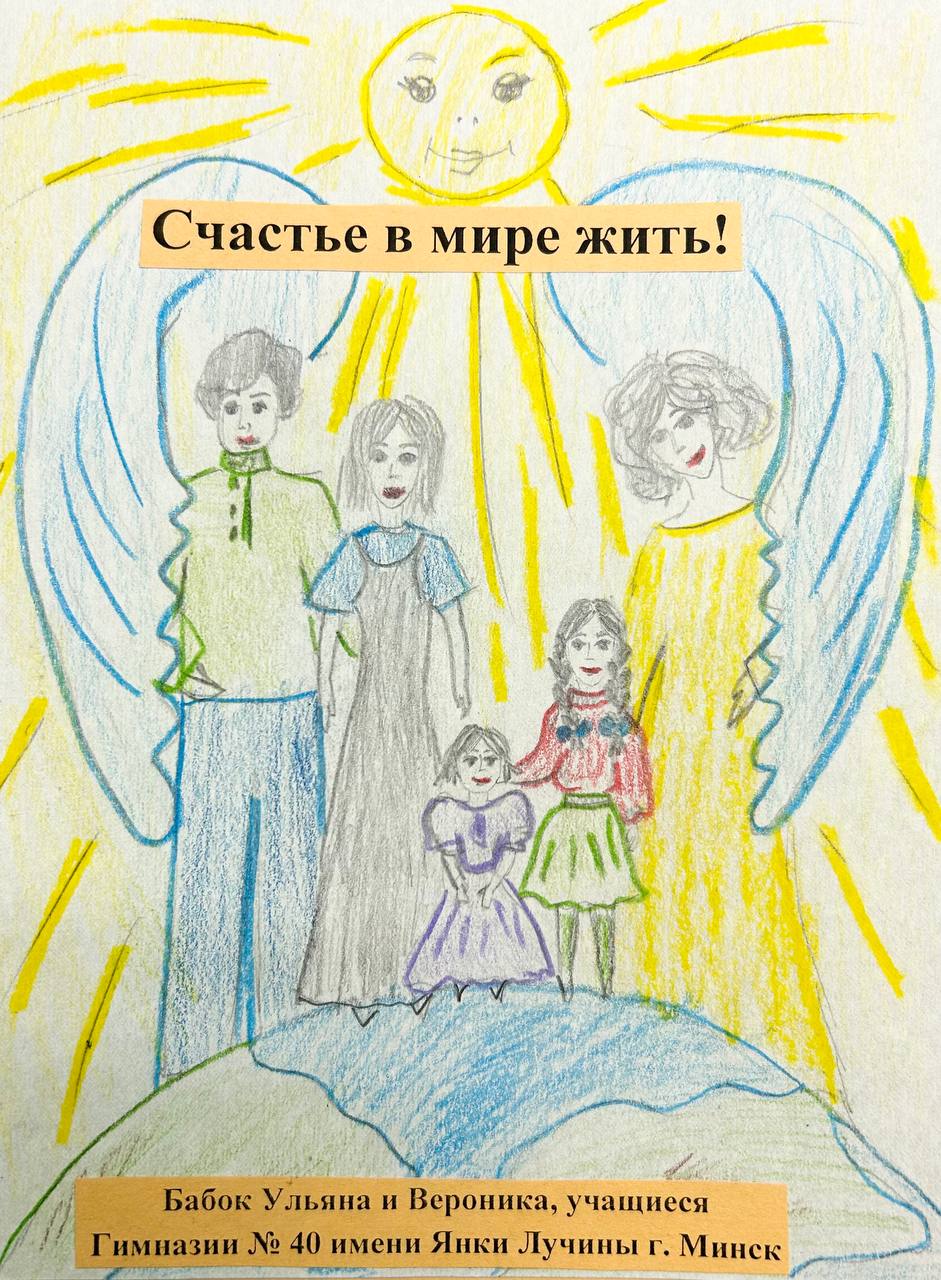 Счастье в мире жить!
Бабок Ульяна и Вероника, учащиеся
Гимназии № 40 имени Янки Лучины г. Минск